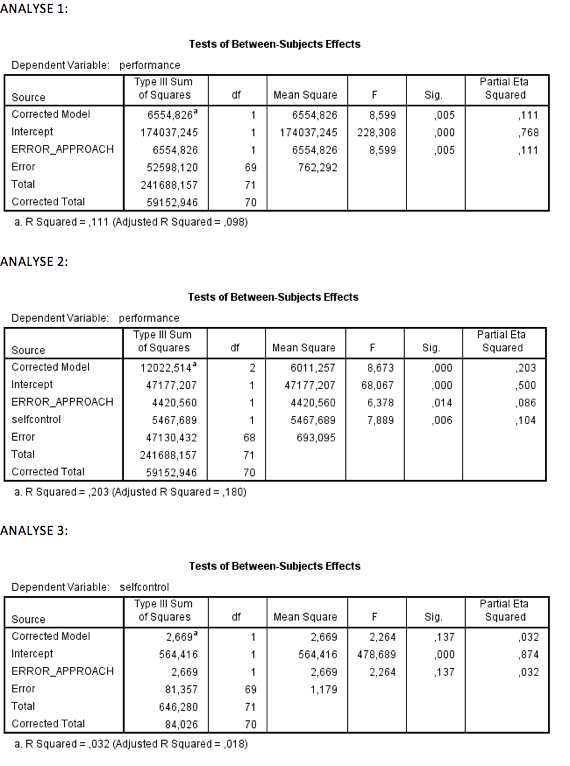 ANALYSE 1:
Tests of Between-Subjects Effects
Dependent Variable: performance
Source Type III Sum of Squares df Mean Square F Sig. Partial Eta Squared
Corrected Model 6554,826a 1 6554,826 8,599 ,005 ,111
Intercept 174037,245 1 174037,245 228,308 ,000 ,768
ERROR_APPROACH 6554,826 1 6554,826 8,599 ,005 ,111
Error 52598,120 69 762,292
Total 241688,157 71
Corrected Total 59152,946 70
a. R Squared = ,111 (Adjusted R Squared = ,098)
ANALYSE 2:
Tests of Between-Subjects Effects
Dependent Variable: performance
Source Type III Sum of Squares df Mean Square F Sig. Partial Eta Squared
Corrected Model 12022,514a 2 6011,257 8,673 ,000 ,203
Intercept 47177,207 1 47177,207 68,067 ,000 ,500
ERROR_APPROACH 4420,560 1 4420,560 6,378 ,014 ,086
selfcontrol 5467,689 1 5467,689 7,889 ,006 ,104
Error 47130,432 68 693,095
Total 241688,157 71
Corrected Total 59152,946 70
a. R Squared = ,203 (Adjusted R Squared = ,180)
ANALYSE 3:
Tests of Between-Subjects Effects
Dependent Variable: selfcontrol
Source Type III Sum of Squares df Mean Square F Sig. Partial Eta Squared
Corrected Model 2,669a 1 2,669 2,264 ,137 ,032
Intercept 564,416 1 564,416 478,689 ,000 ,874
ERROR_APPROACH 2,669 1 2,669 2,264 ,137 ,032
Error 81,357 69 1,179
Total 646,280 71
Corrected Total 84,026 70
a. R Squared = ,032 (Adjusted R Squared = ,018)